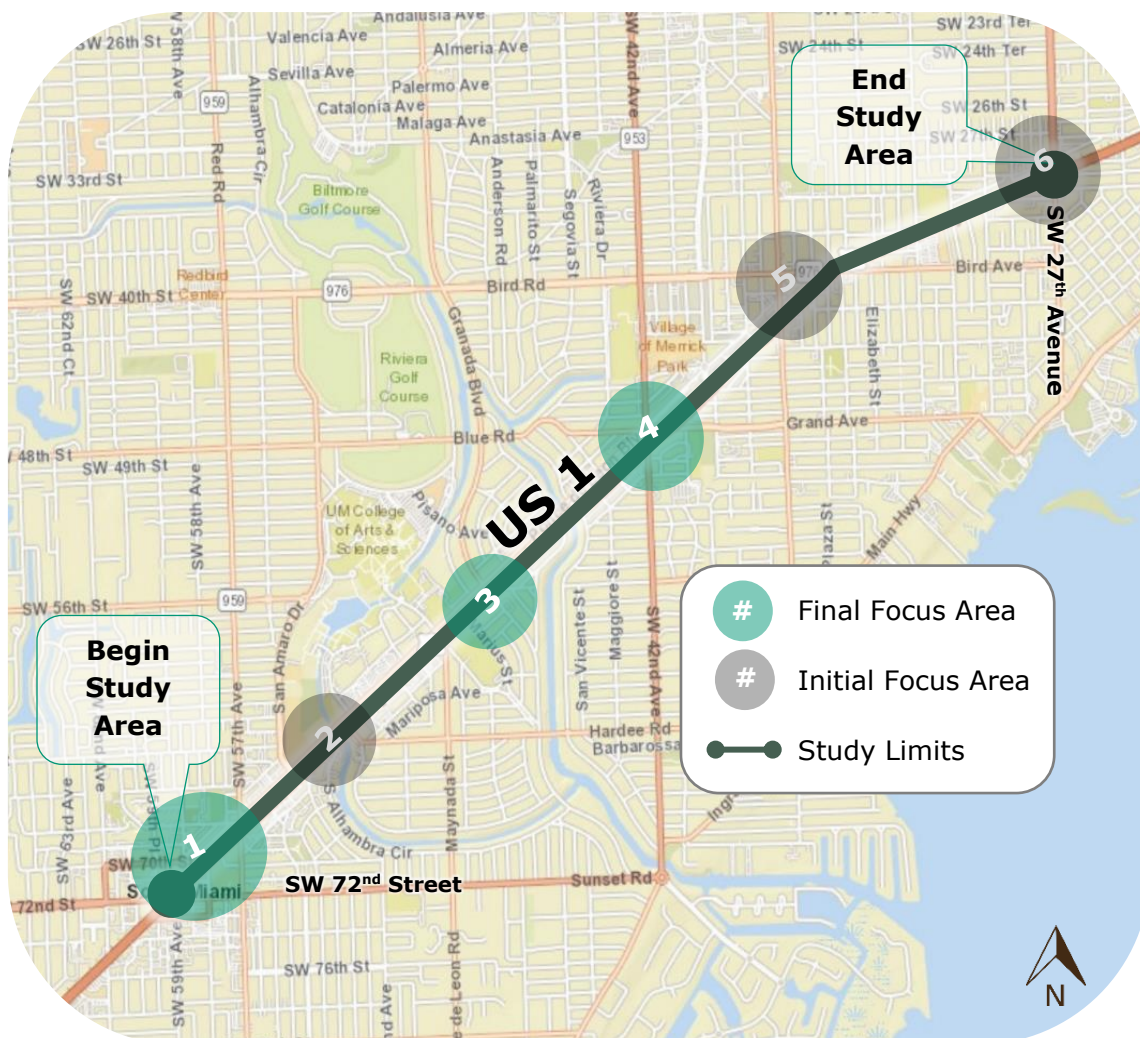 Andalusia Ave
SW 23rd Ter
SW 26th St
SW 58th Ave
Valencia Ave
Almeria Ave
SW 42nd Ave
SW 24th St
SW 24th Ter
Sevilla Ave
Palermo Ave
Alhambra Cir
959
Catalonia Ave
Malaga Ave
Anastasia Ave
953
End
Study
Area
SW 26th St
SW 27th St
6
Red Rd
SW 33rd St
Biltmore
Golf Course
Anderson Rd
Palmarito St
Segovia St
Riviera Dr
SW 27th Avenue
Redbird
Center
SW 40th St
976
Bird Rd
5
Bird Ave
SW 62nd Ct
Granada Blvd
Village
of Merrick
Park
Elizabeth St
Riviera
Golf
Course
4
Grand Ave
Blue Rd
48th St
SW 49th St
SW 58th Ave
US 1
UM College
of Arts &
Sciences
Pisano Ave
Plaza St
Main Hwy
SW 56th St
959
3
San Amaro Dr
San Vicente St
Maggiore St
SW 42nd Ave
# Final Focus Area
# Initial Focus Area
Study Limits
Begin
Study
Area
SW 57th Ave
Mariposa Ave
2
Hardee Rd
Barbarossa
SW 63rd Ave
SW 59th Pl
1
Alhambra Cir
Maynada St
SW 70th St
72nd St
SW 72nd Street
Sunset Rd
SW 59th Ave
SW 76th St
de Leon Rd
N